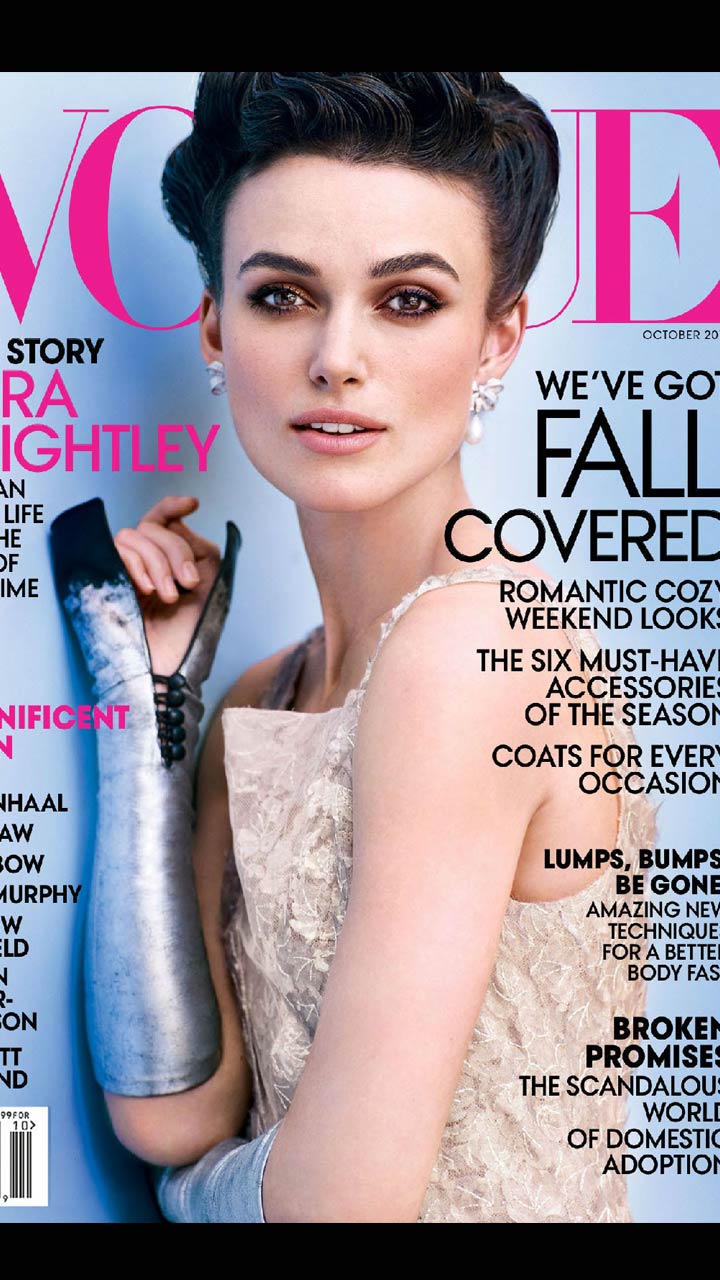 VOGUE
OCTOBER 20
STORY
RA
IGHTLEY
AN
LIFE
HE
OF
IME
NIFICENT
N
NHAAL
AW
BOW
MURPHY
W
ELD
N
R-
SON
TT
ND
99FOR
10>
9
WE'VE GOT
FALL
COVERED
ROMANTIC COZY
WEEKEND LOOKS
THE SIX MUST-HAVE
ACCESSORIES
OF THE SEASON
COATS FOR EVERY
OCCASION
LUMPS, BUMPS
BE GONE
AMAZING NEW
TECHNIQUES
FOR A BETTER
BODY FAS
BROKEN
PROMISES
THE SCANDALOUS
WORLD
OF DOMESTIC
ADOPTION